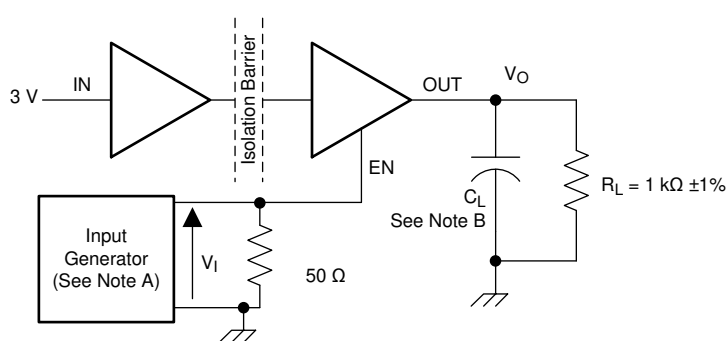 3 V
IN
Isolation Barrier
OUT
VO
EN
Input
Generator
(See Note A)
VI
50 Ω
CL
See Note B
RL = 1 kΩ ±1%